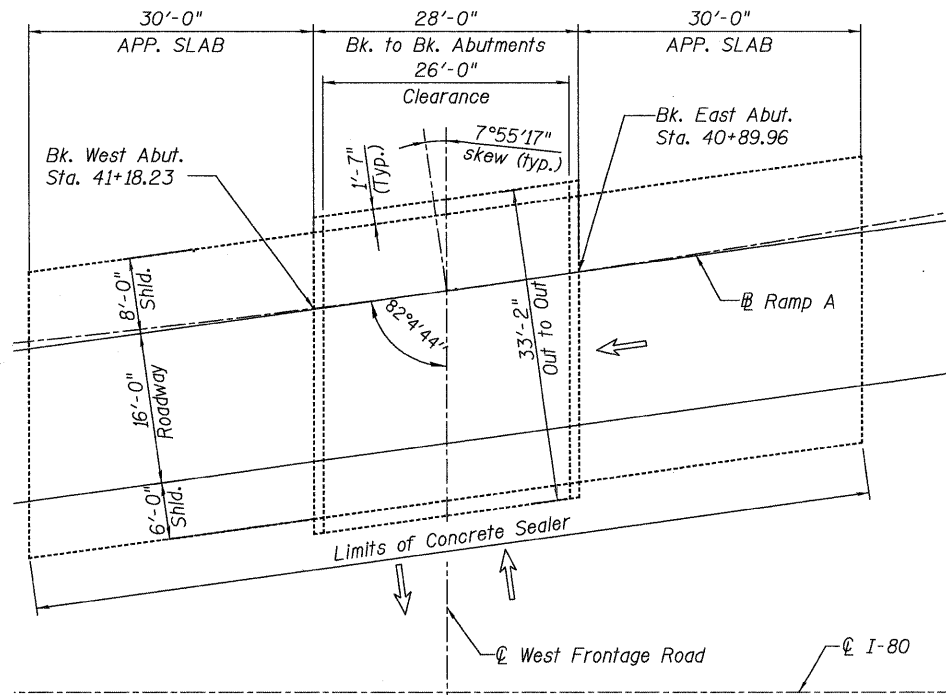 30'-0"
28'-0"
30'-0"
APP. SLAB
Bk. to Bk. Abutments
APP. SLAB
26'-0"
Clearance
Bk. East Abut.
Sta. 40+89.96
7°55'17"
skew (typ.)
Bk. West Abut.
Sta. 41+18.23
1'-7"
(Typ.)
8'-0"
Shld.
℄ Ramp A
82°4'44"
33'-2"
Out to Out
16'-0"
Roadway
6'-0"
Shld.
Limits of Concrete Sealer
℄ West Frontage Road
℄ I-80